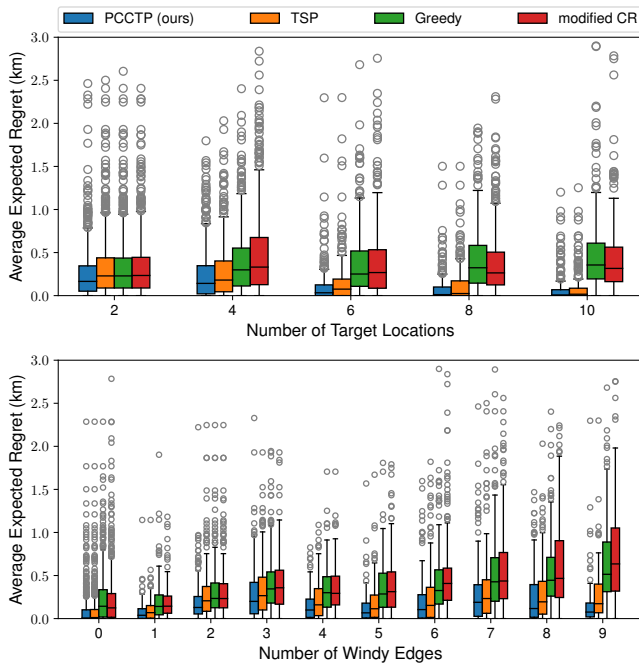 PCCTP (ours) TSP Greedy modified CR
3.0
2.5
2.0
1.5
1.0
0.5
0.0
Average Expected Regret (km)
2 4 6 8 10
Number of Target Locations
3.0
2.5
2.0
1.5
1.0
0.5
0.0
Average Expected Regret (km)
0 1 2 3 4 5 6 7 8 9
Number of Windy Edges